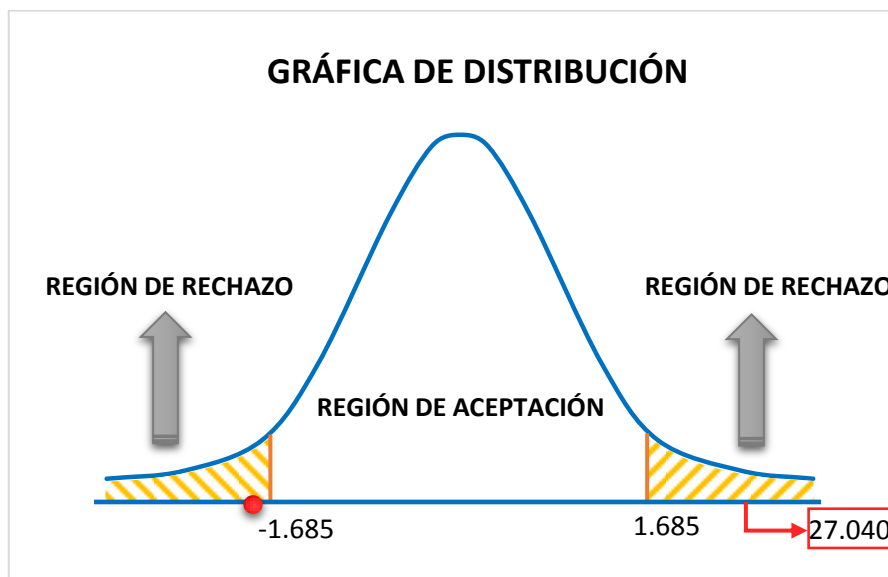 GRÁFICA DE DISTRIBUCIÓN
REGIÓN DE RECHAZO
REGIÓN DE RECHAZO
REGIÓN DE ACEPTACIÓN
-1.685
1.685
27.040